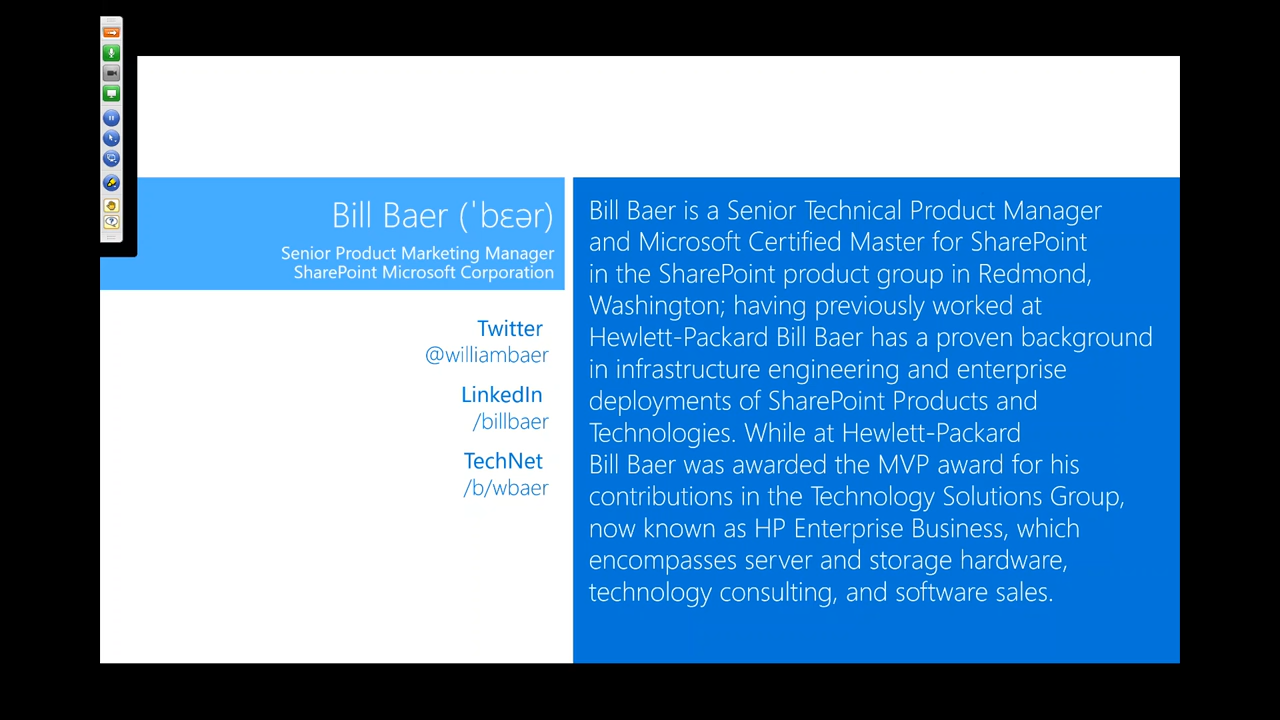 Bill Baer (ˈbɛər)
Senior Product Marketing Manager
SharePoint Microsoft Corporation
Twitter
@williambaer
LinkedIn
/billbaer
TechNet
/b/wbaer
Bill Baer is a Senior Technical Product Manager
and Microsoft Certified Master for SharePoint
in the SharePoint product group in Redmond,
Washington; having previously worked at
Hewlett-Packard Bill Baer has a proven background
in infrastructure engineering and enterprise
deployments of SharePoint Products and
Technologies. While at Hewlett-Packard
Bill Baer was awarded the MVP award for his
contributions in the Technology Solutions Group,
now known as HP Enterprise Business, which
encompasses server and storage hardware,
technology consulting, and software sales.